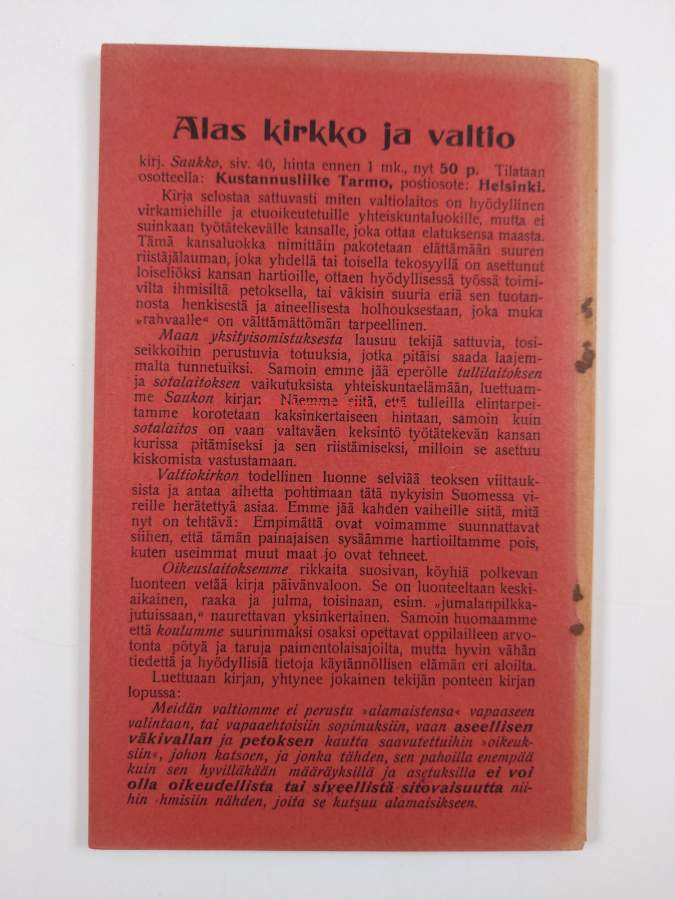 Alas kirkko ja valtio
kirj. Saukko, siv. 40, hinta ennen 1 mk., nyt 50 p. Tilataan
osotteella: Kustannusliike Tarmo, postiosote: Helsinki.
Kirja selostaa sattuvasti miten valtiolaitos on hyödyllinen
virkamiehille ja etuoikeutetuille yhteiskuntaluokille, mutta ei
suinkaan työtätekevälle kansalle, joka ottaa elatuksensa maasta.
Tämä kansaluokka nimittäin pakotetaan elättämään suuren
riistäjälauman, joka yhdellä tai toisella tekosyyllä on asettunut
loiseliöksi kansan hartioille, ottaen hyödyllisessä työssä toimi-
vilta ihmisiltä petoksella, tai väkisin suuria eriä sen tuotan-
nosta henkisestä ja aineellisesta holhouksestaan, joka muka
„rahvaalle“ on välttämättömän tarpeellinen.
Maan yksityisomistuksesta lausuu tekijä sattuvia, tosi-
seikkoihin perustuvia totuuksia, jotka pitäisi saada laajem-
malta tunnetuiksi. Samoin emme jää eperölle tullilaitoksen
ja sotalaitoksen vaikutuksista yhteiskuntaelämään, luettuam-
me Saukon kirjan. Näemme siitä, että tulleilla elintarpei-
tamme korotetaan kaksinkertaiseen hintaan, samoin kuin
sotalaitos on vaan valtaväen keksintö työtätekevän kansan
kurissa pitämiseksi ja sen riistämiseksi, milloin se asettuu
kiskomista vastustamaan.
Valtiokirkon todellinen luonne selviää teoksen viittauk-
sista ja antaa aihetta pohtimaan tätä nykyisin Suomessa vi-
reille herätettyä asiaa. Emme jää kahden vaiheille siitä, mitä
nyt on tehtävä: Empimättä ovat voimamme suunnattavat
siihen, että tämän painajaisen sysäämme hartioiltamme pois,
kuten useimmat muut maat jo ovat tehneet.
Oikeuslaitoksemme rikkaita suosivan, köyhiä polkevan
luonteen vetää kirja päivänvaloon. Se on luonteeltaan keski-
aikainen, raaka ja julma, toisinaan, esim. „jumalanpilkka-
jutuissaan,“ naurettavan yksinkertainen. Samoin huomaamme
että koulumme suurimmaksi osaksi opettavat oppilailleen arvo-
tonta pötyä ja taruja paimentolaisajoilta, mutta hyvin vähän
tiedettä ja hyödyllisiä tietoja käytännöllisen elämän eri aloilta.
Luettuaan kirjan, yhtynee jokainen tekijän ponteen kirjan
lopussa:
Meidän valtiomme ei perustu »alamaistensa« vapaaseen
valintaan, tai vapaaehtoisiin sopimuksiin, vaan aseellisen
väkivallan ja petoksen kautta saavutettuihin »oikeuk-
siin«, johon katsoen, ja jonka tähden, sen pahoilla enempää
kuin sen hyvilläkään määräyksillä ja asetuksilla ei voi
olla oikeudellista tai siveellistä sitovaisuutta nii-
hin ihmisiin nähden, joita se kutsuu alamaisikseen.